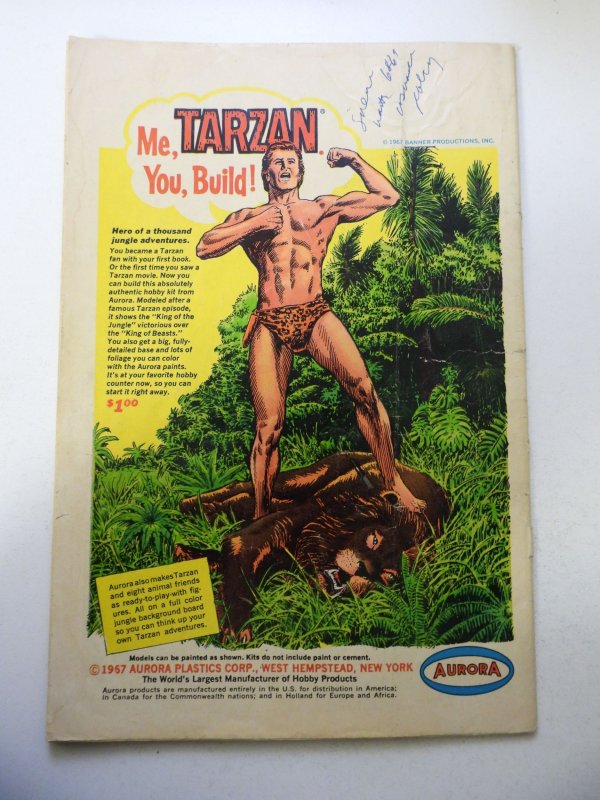 Me, TARZAN®.
You, Build!
© 1967 BANNER PRODUCTIONS, INC.
Hero of a thousand
jungle adventures.
You became a Tarzan
fan with your first book.
Or the first time you saw a
Tarzan movie. Now you
can build this absolutely
authentic hobby kit from
Aurora. Modeled after a
famous Tarzan episode,
it shows the "King of the
Jungle" victorious over
the "King of Beasts."
You also get a big, fully-
detailed base and lots of
foliage you can color
with the Aurora paints.
It's at your favorite hobby
counter now, so you can
start it right away.
$1.00
Aurora also makes Tarzan
and eight animal friends
as ready-to-play-with fig-
ures. All on a full color
jungle background board
so you can think up your
own Tarzan adventures.
Models can be painted as shown. Kits do not include paint or cement.
© 1967 AURORA PLASTICS CORP., WEST HEMPSTEAD, NEW YORK
The World's Largest Manufacturer of Hobby Products
Aurora products are manufactured entirely in the U.S. for distribution in America;
in Canada for the Commonwealth nations; and in Holland for Europe and Africa.
AURORA